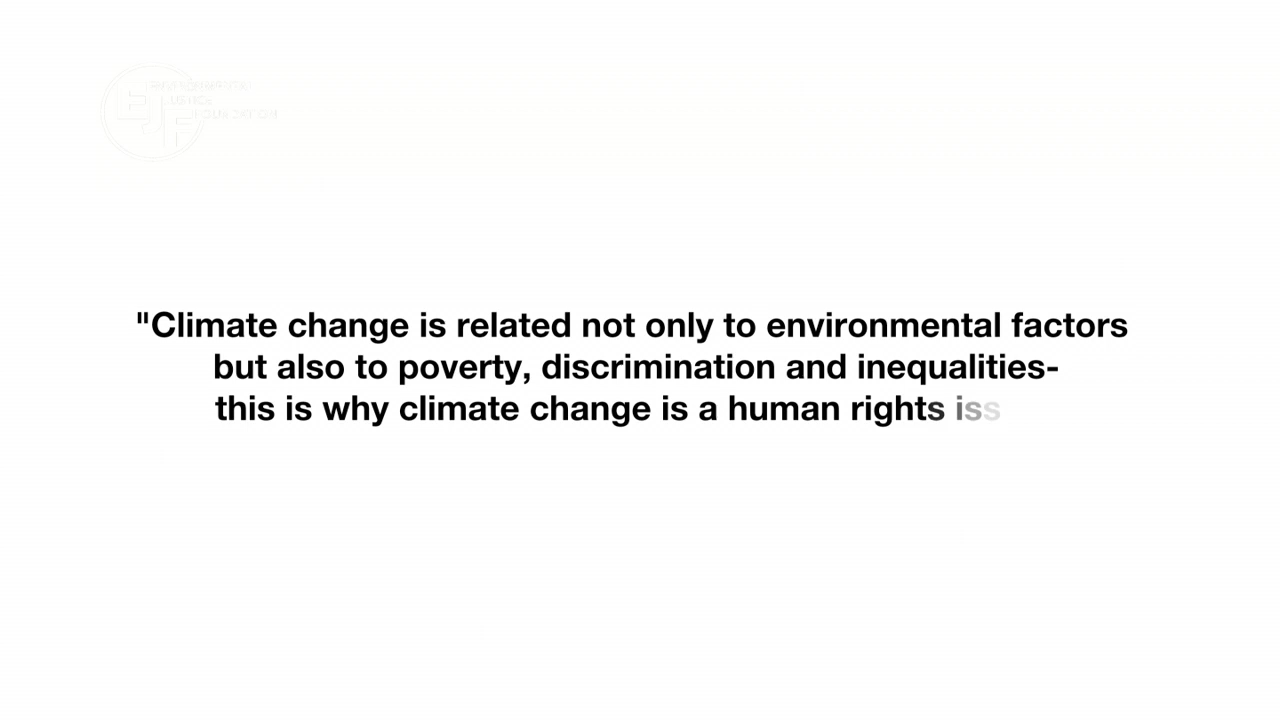 EJF
"Climate change is related not only to environmental factors
but also to poverty, discrimination and inequalities-
this is why climate change is a human rights iss